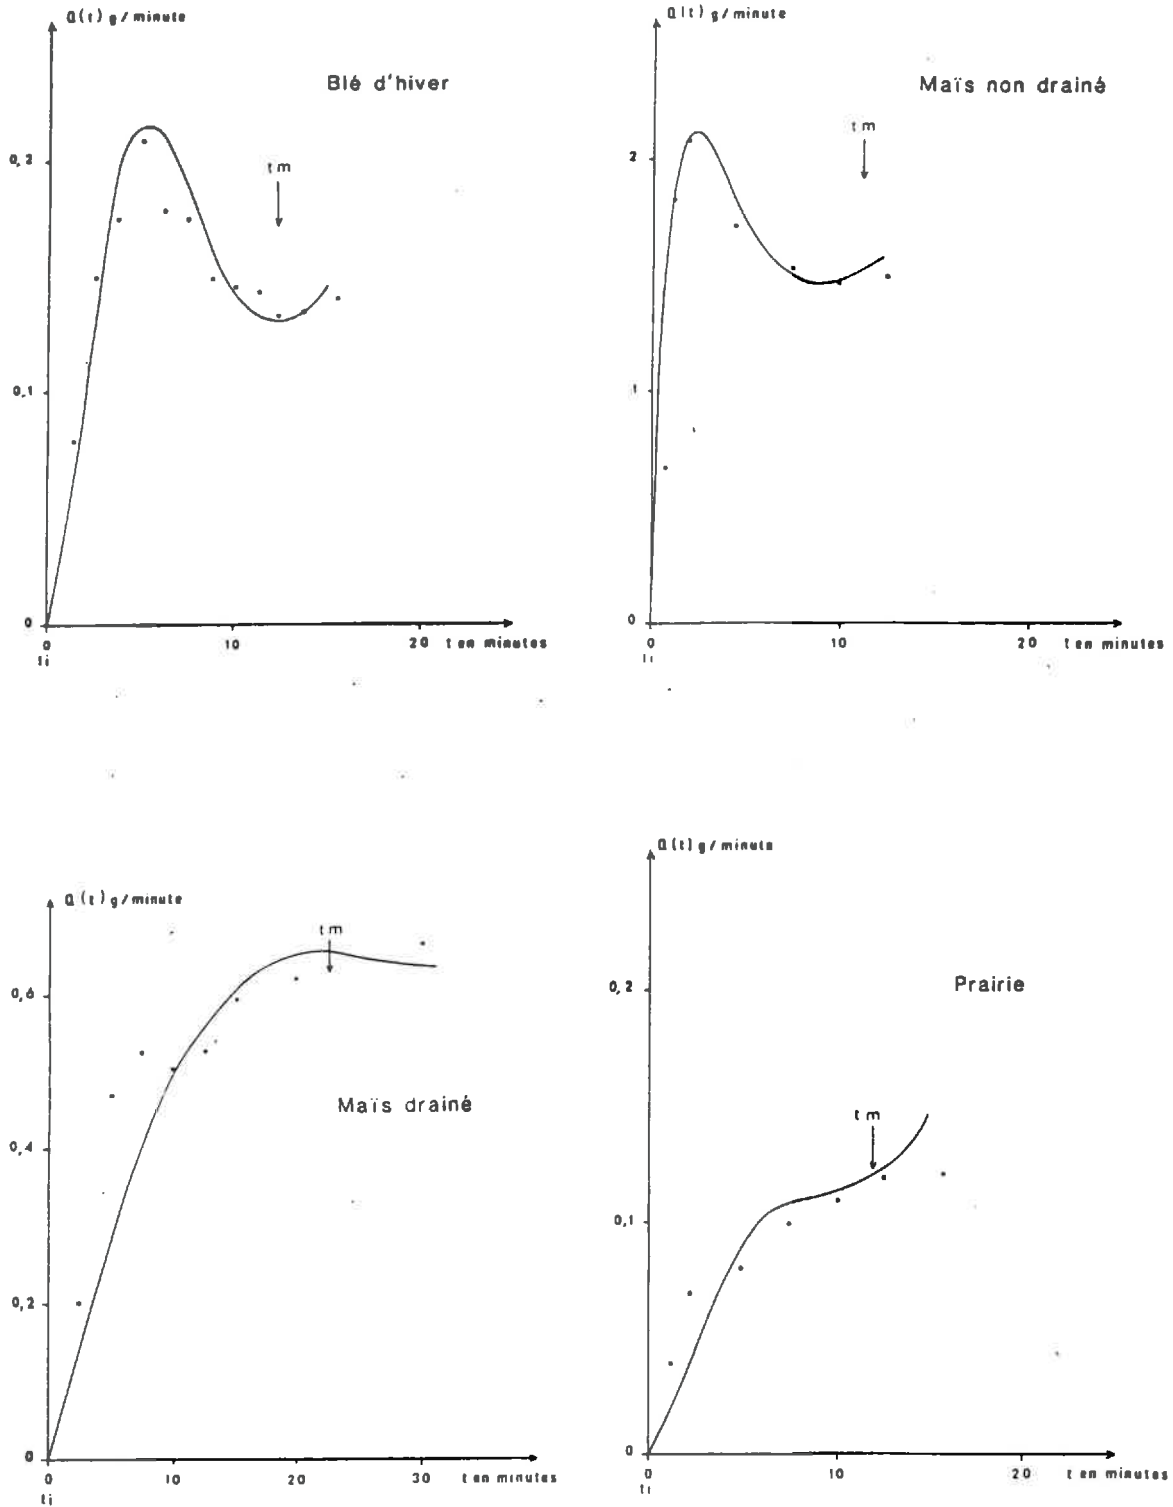 Q(t) g/minute
Blé d'hiver
tm
0,2
0,1
0
0 10 20 t en minutes
ti
Q(t) g/minute
Maïs non drainé
tm
2
1
0
0 10 20 t en minutes
ti
Q(t) g/minute
tm
0,6
Maïs drainé
0,4
0,2
0
0 10 20 30 t en minutes
ti
Q(t) g/minute
0,2
Prairie
tm
0,1
0
0 10 20 t en minutes
ti